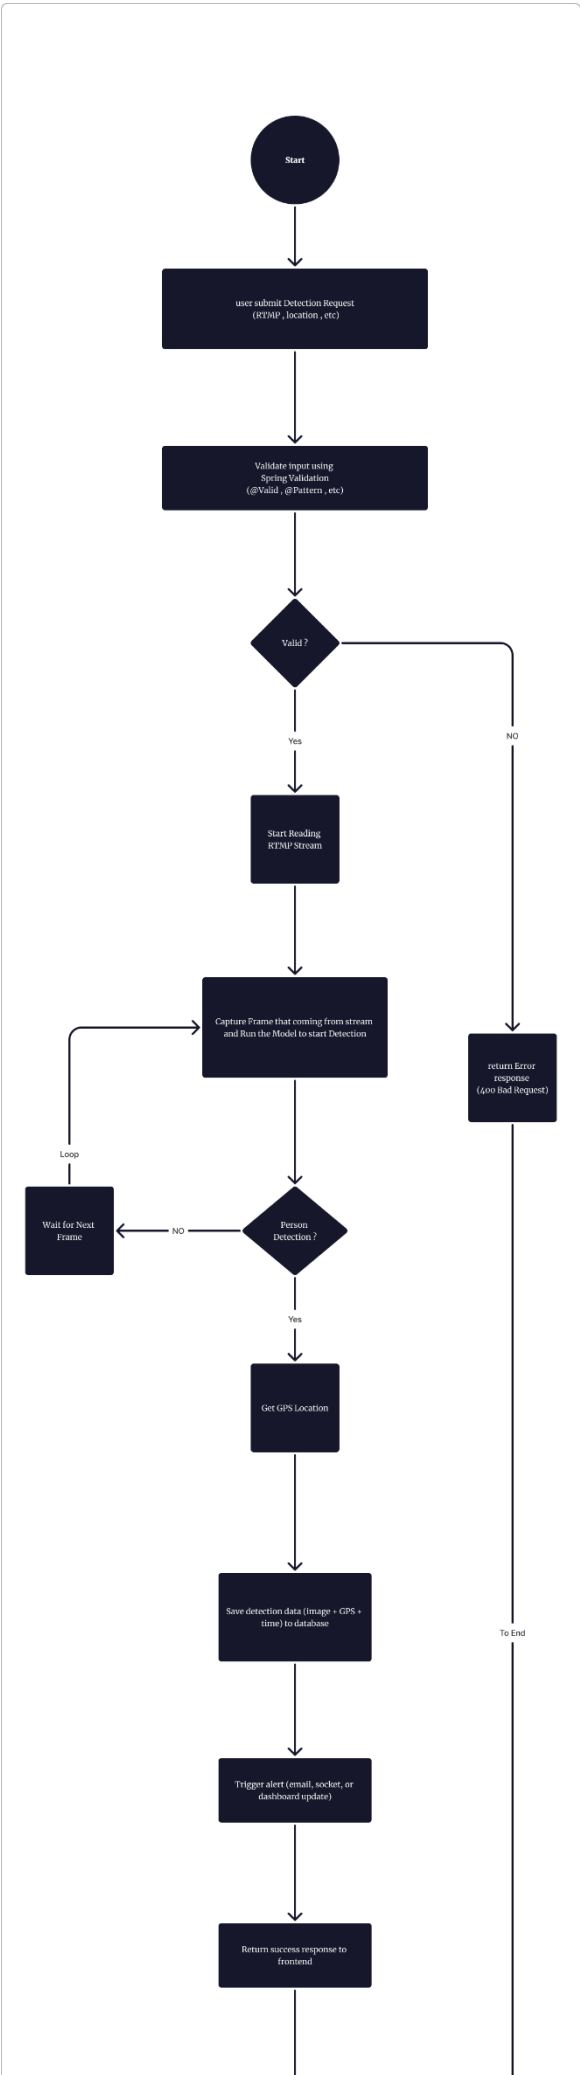 Start
user submit Detection Request
(RTMP , location , etc)
Validate input using
Spring Validation
(@Valid , @Pattern , etc)
Valid ?
Yes
NO
Start Reading
RTMP Stream
Capture Frame that coming from stream
and Run the Model to start Detection
return Error
response
(400 Bad Request)
Loop
Wait for Next
Frame
NO
Person
Detection ?
Yes
Get GPS Location
Save detection data (image + GPS +
time) to database
To End
Trigger alert (email, socket, or
dashboard update)
Return success response to
frontend